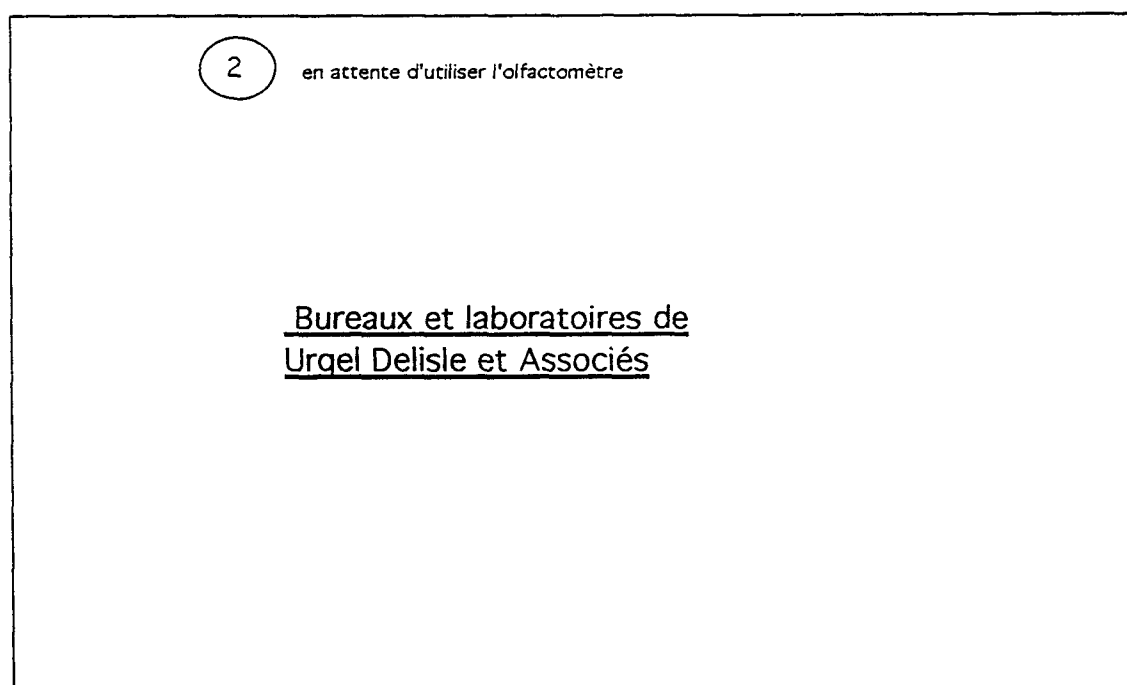 2 en attente d'utiliser l'olfactomètre
Bureaux et laboratoires de
Urgel Delisle et Associés